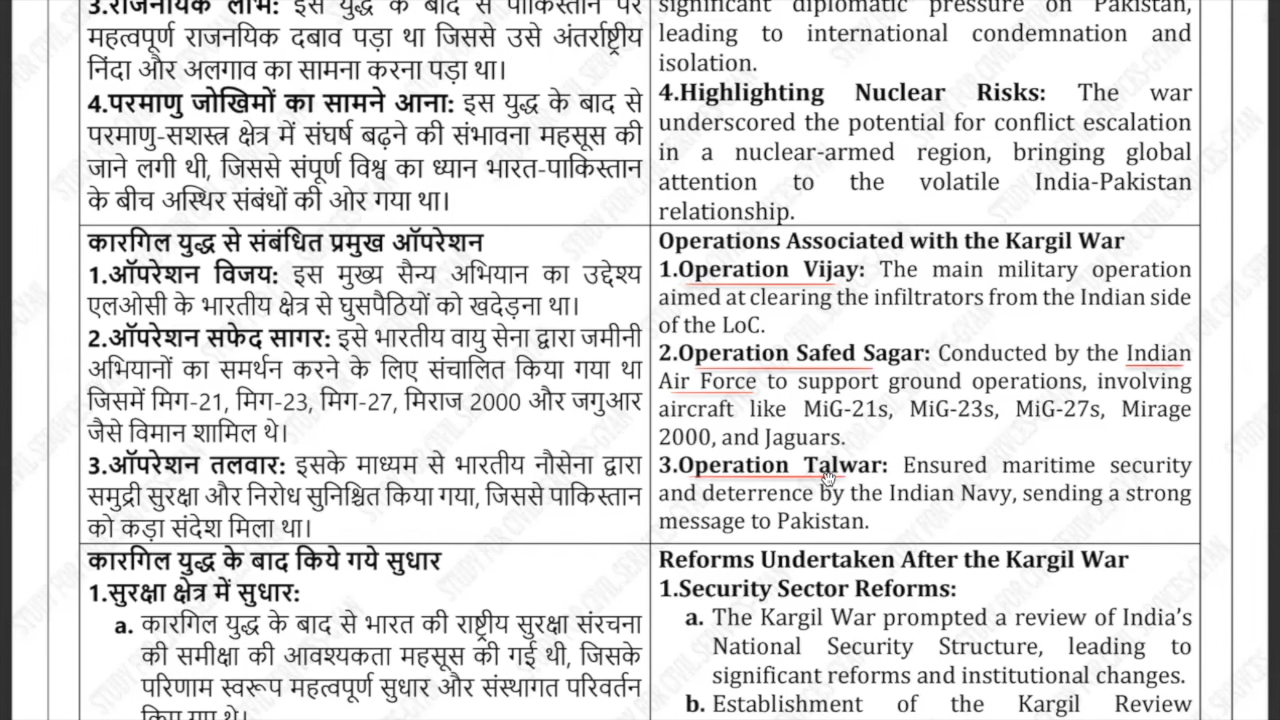 3.राजनयिक लाभ: इस युद्ध के बाद से पाकिस्तान पर
महत्वपूर्ण राजनयिक दबाव पड़ा था जिससे उसे अंतर्राष्ट्रीय
निंदा और अलगाव का सामना करना पड़ा था।
4.परमाणु जोखिमों का सामने आना: इस युद्ध के बाद से
परमाणु-सशस्त्र क्षेत्र में संघर्ष बढ़ने की संभावना महसूस की
जाने लगी थी, जिससे संपूर्ण विश्व का ध्यान भारत-पाकिस्तान
के बीच अस्थिर संबंधों की ओर गया था।
significant diplomatic pressure on Pakistan,
leading to international condemnation and
isolation.
4.Highlighting Nuclear Risks: The war
underscored the potential for conflict escalation
in a nuclear-armed region, bringing global
attention to the volatile India-Pakistan
relationship.
कारगिल युद्ध से संबंधित प्रमुख ऑपरेशन
1.ऑपरेशन विजय: इस मुख्य सैन्य अभियान का उद्देश्य
एलओसी के भारतीय क्षेत्र से घुसपैठियों को खदेड़ना था।
2.ऑपरेशन सफेद सागर: इसे भारतीय वायु सेना द्वारा जमीनी
अभियानों का समर्थन करने के लिए संचालित किया गया था
जिसमें मिग-21, मिग-23, मिग-27, मिराज 2000 और जगुआर
जैसे विमान शामिल थे।
3.ऑपरेशन तलवार: इसके माध्यम से भारतीय नौसेना द्वारा
समुद्री सुरक्षा और निरोध सुनिश्चित किया गया, जिससे पाकिस्तान
को कड़ा संदेश मिला था।
Operations Associated with the Kargil War
1.Operation Vijay: The main military operation
aimed at clearing the infiltrators from the Indian side
of the LoC.
2.Operation Safed Sagar: Conducted by the Indian
Air Force to support ground operations, involving
aircraft like MiG-21s, MiG-23s, MiG-27s, Mirage
2000, and Jaguars.
3.Operation Talwar: Ensured maritime security
and deterrence by the Indian Navy, sending a strong
message to Pakistan.
कारगिल युद्ध के बाद किये गये सुधार
1.सुरक्षा क्षेत्र में सुधार:
a. कारगिल युद्ध के बाद से भारत की राष्ट्रीय सुरक्षा संरचना
की समीक्षा की आवश्यकता महसूस की गई थी, जिसके
परिणाम स्वरूप महत्वपूर्ण सुधार और संस्थागत परिवर्तन
किए गए थे।
Reforms Undertaken After the Kargil War
1.Security Sector Reforms:
a. The Kargil War prompted a review of India's
National Security Structure, leading to
significant reforms and institutional changes.
b. Establishment of the Kargil Review